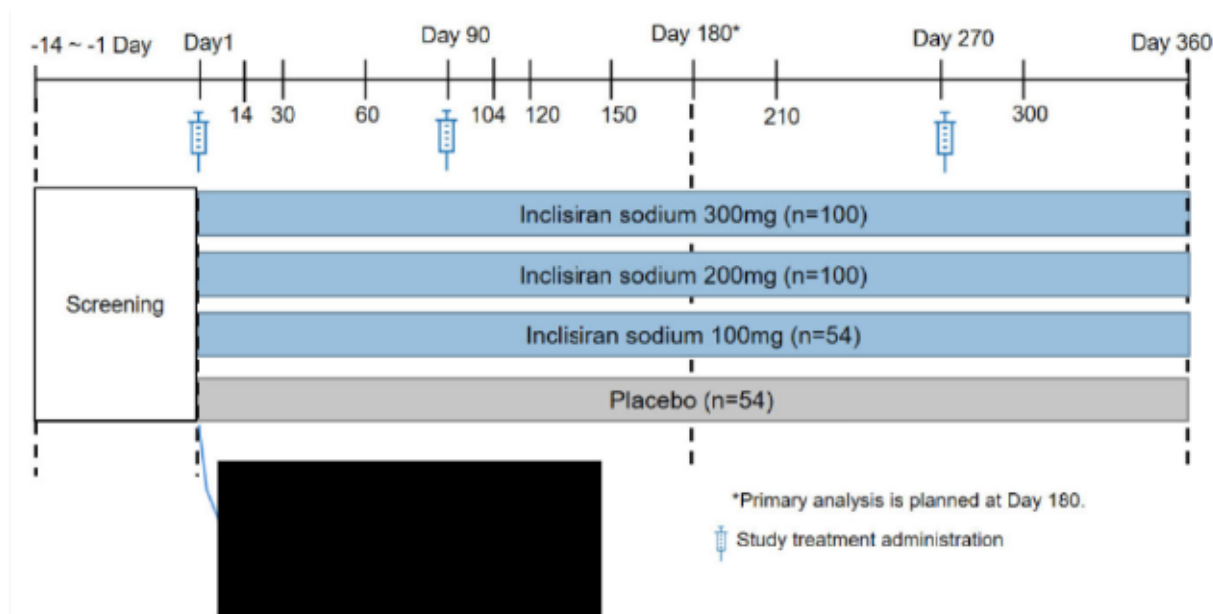 -14 ~ -1 Day Day1 Day 90 Day 180* Day 270 Day 360
14 30 60 104 120 150 210 300
Inclisiran sodium 300mg (n=100)
Inclisiran sodium 200mg (n=100)
Screening
Inclisiran sodium 100mg (n=54)
Placebo (n=54)
*Primary analysis is planned at Day 180.
Study treatment administration